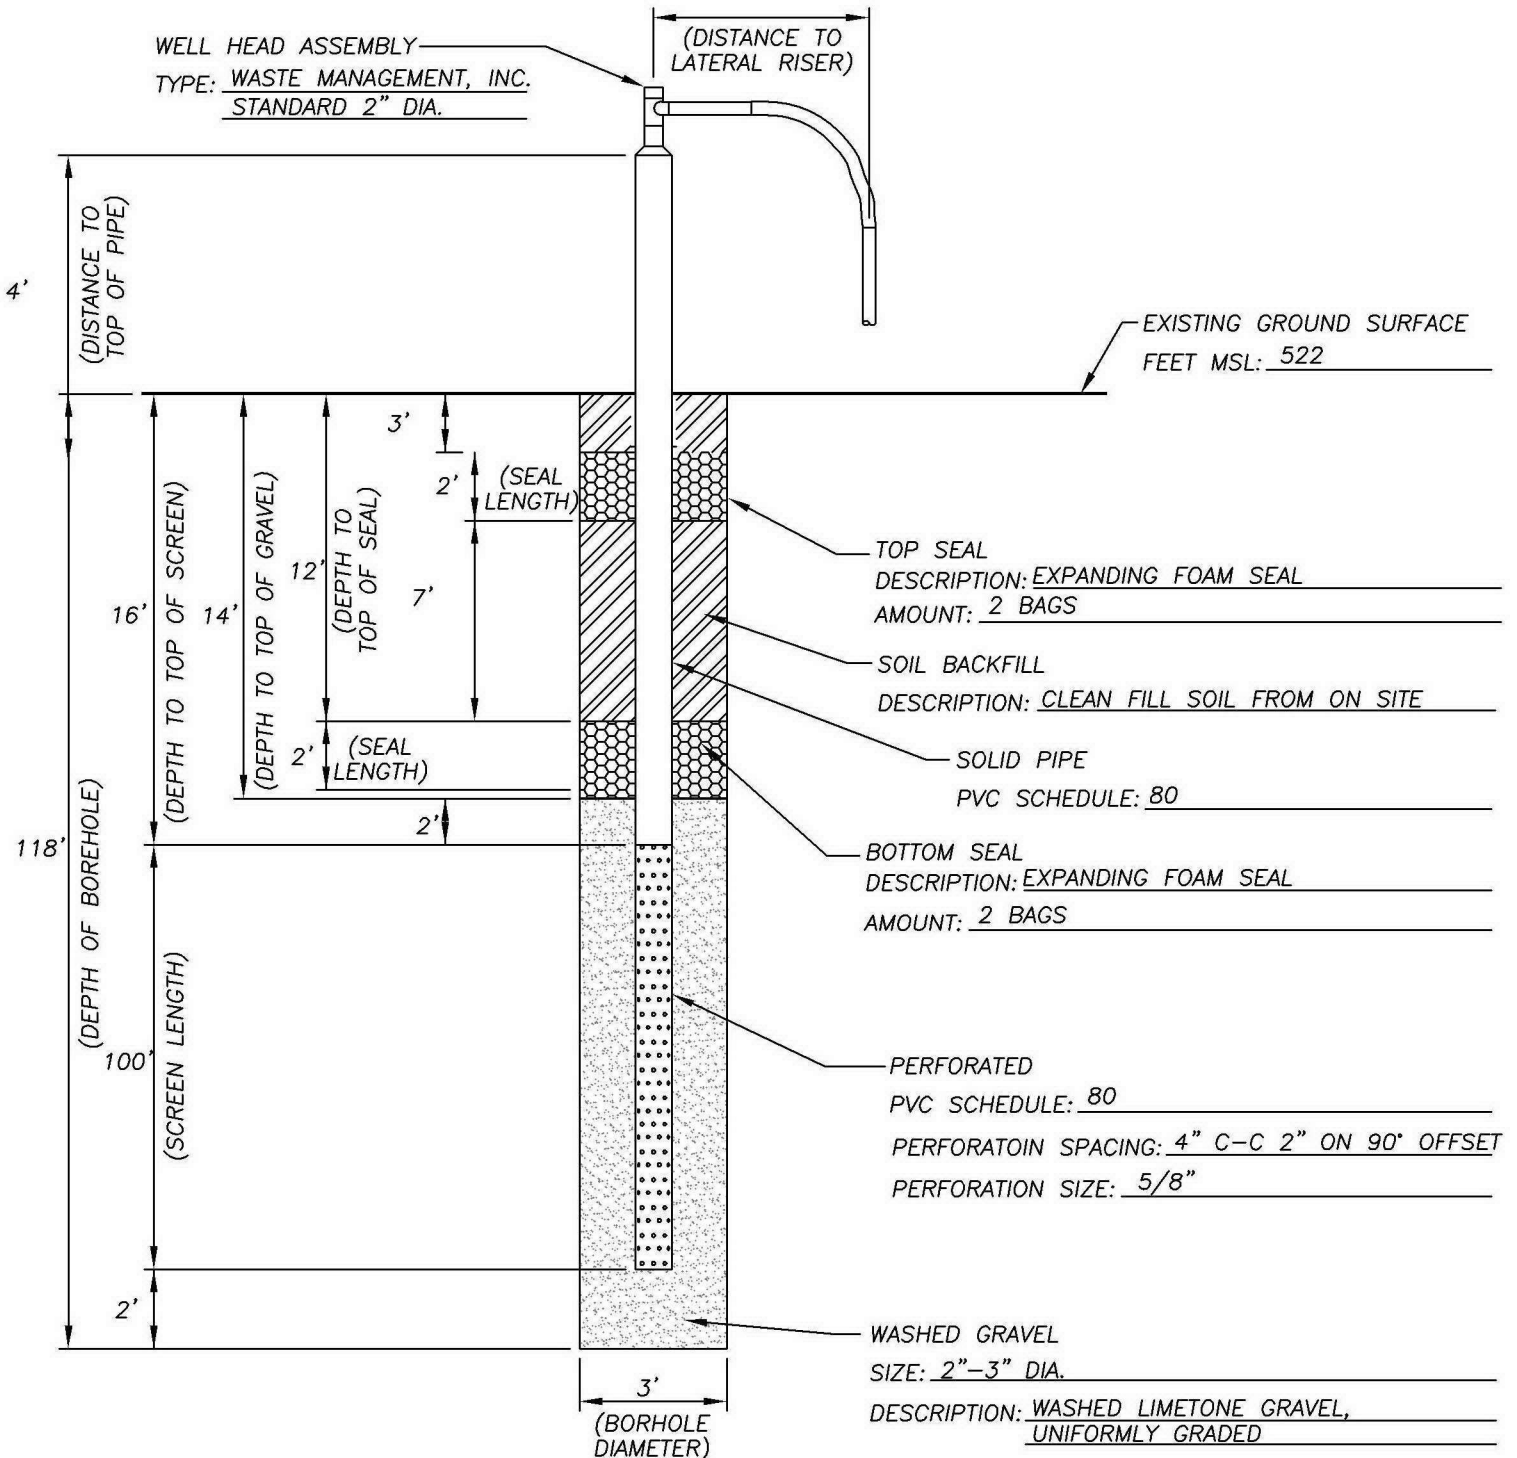 WELL HEAD ASSEMBLY
TYPE: WASTE MANAGEMENT, INC.
STANDARD 2" DIA.
(DISTANCE TO
LATERAL RISER)
4'
(DISTANCE TO
TOP OF PIPE)
EXISTING GROUND SURFACE
FEET MSL: 522
3'
2'
(SEAL
LENGTH)
118'
(DEPTH OF BOREHOLE)
16'
(DEPTH TO TOP OF SCREEN)
14'
(DEPTH TO TOP OF GRAVEL)
12'
(DEPTH TO
TOP OF SEAL)
7'
2'
(SEAL
LENGTH)
2'
100'
(SCREEN LENGTH)
2'
3'
(BORHOLE
DIAMETER)
TOP SEAL
DESCRIPTION: EXPANDING FOAM SEAL
AMOUNT: 2 BAGS
SOIL BACKFILL
DESCRIPTION: CLEAN FILL SOIL FROM ON SITE
SOLID PIPE
PVC SCHEDULE: 80
BOTTOM SEAL
DESCRIPTION: EXPANDING FOAM SEAL
AMOUNT: 2 BAGS
PERFORATED
PVC SCHEDULE: 80
PERFORATOIN SPACING: 4" C-C 2" ON 90° OFFSET
PERFORATION SIZE: 5/8"
WASHED GRAVEL
SIZE: 2"-3" DIA.
DESCRIPTION: WASHED LIMETONE GRAVEL,
UNIFORMLY GRADED